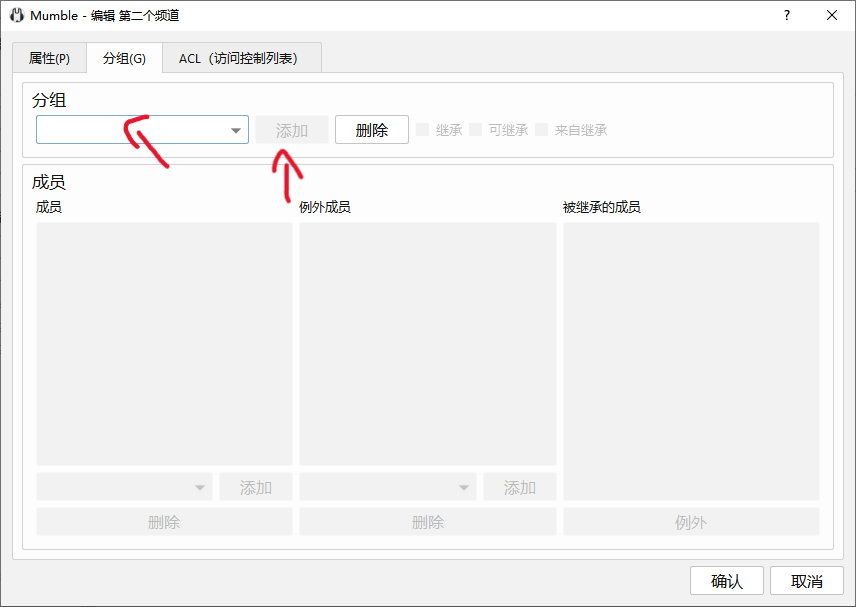 Mumble - 编辑 第二个频道
属性(P) 分组(G) ACL（访问控制列表）
分组
添加 删除 继承 可继承 来自继承
成员
成员 例外成员 被继承的成员
添加 添加
删除 删除 例外
确认 取消